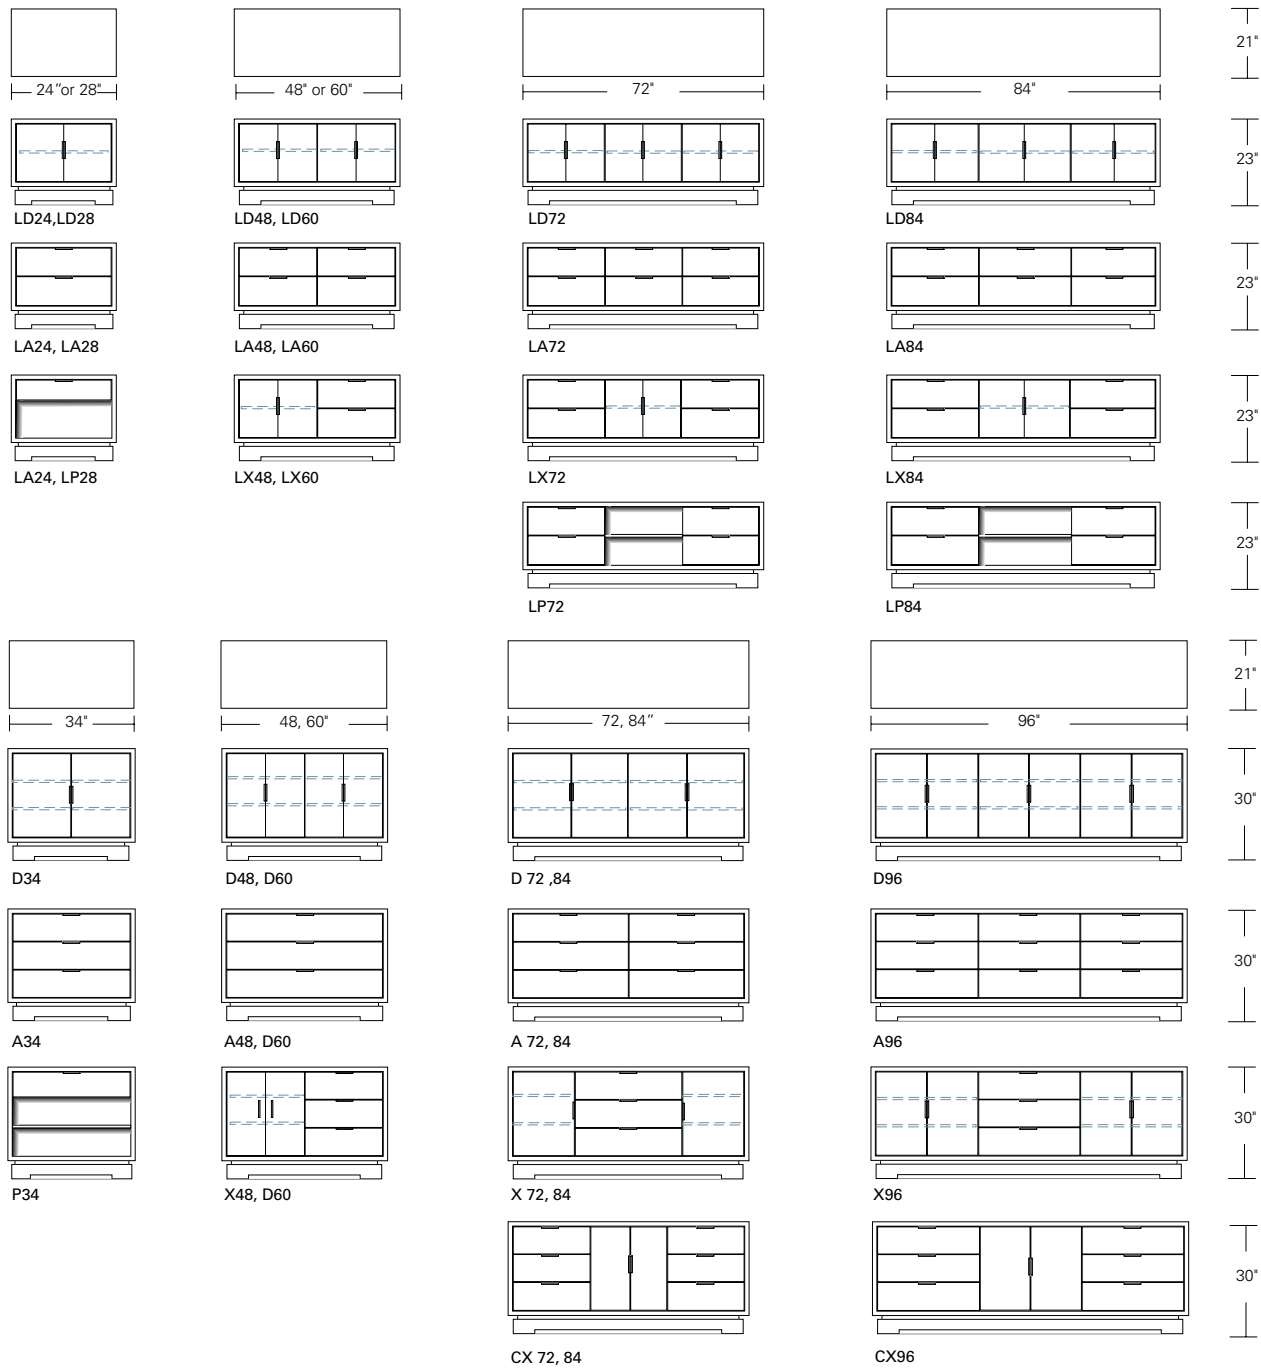 21"
24”or 28"
48" or 60"
72"
84"
23"
LD24,LD28
LD48, LD60
LD72
LD84
23"
LA24, LA28
LA48, LA60
LA72
LA84
23"
LA24, LP28
LX48, LX60
LX72
LX84
23"
LP72
LP84
21"
34"
48, 60"
72, 84”
96"
30"
D34
D48, D60
D 72 ,84
D96
30"
A34
A48, D60
A 72, 84
A96
30"
P34
X48, D60
X 72, 84
X96
30"
CX 72, 84
CX96